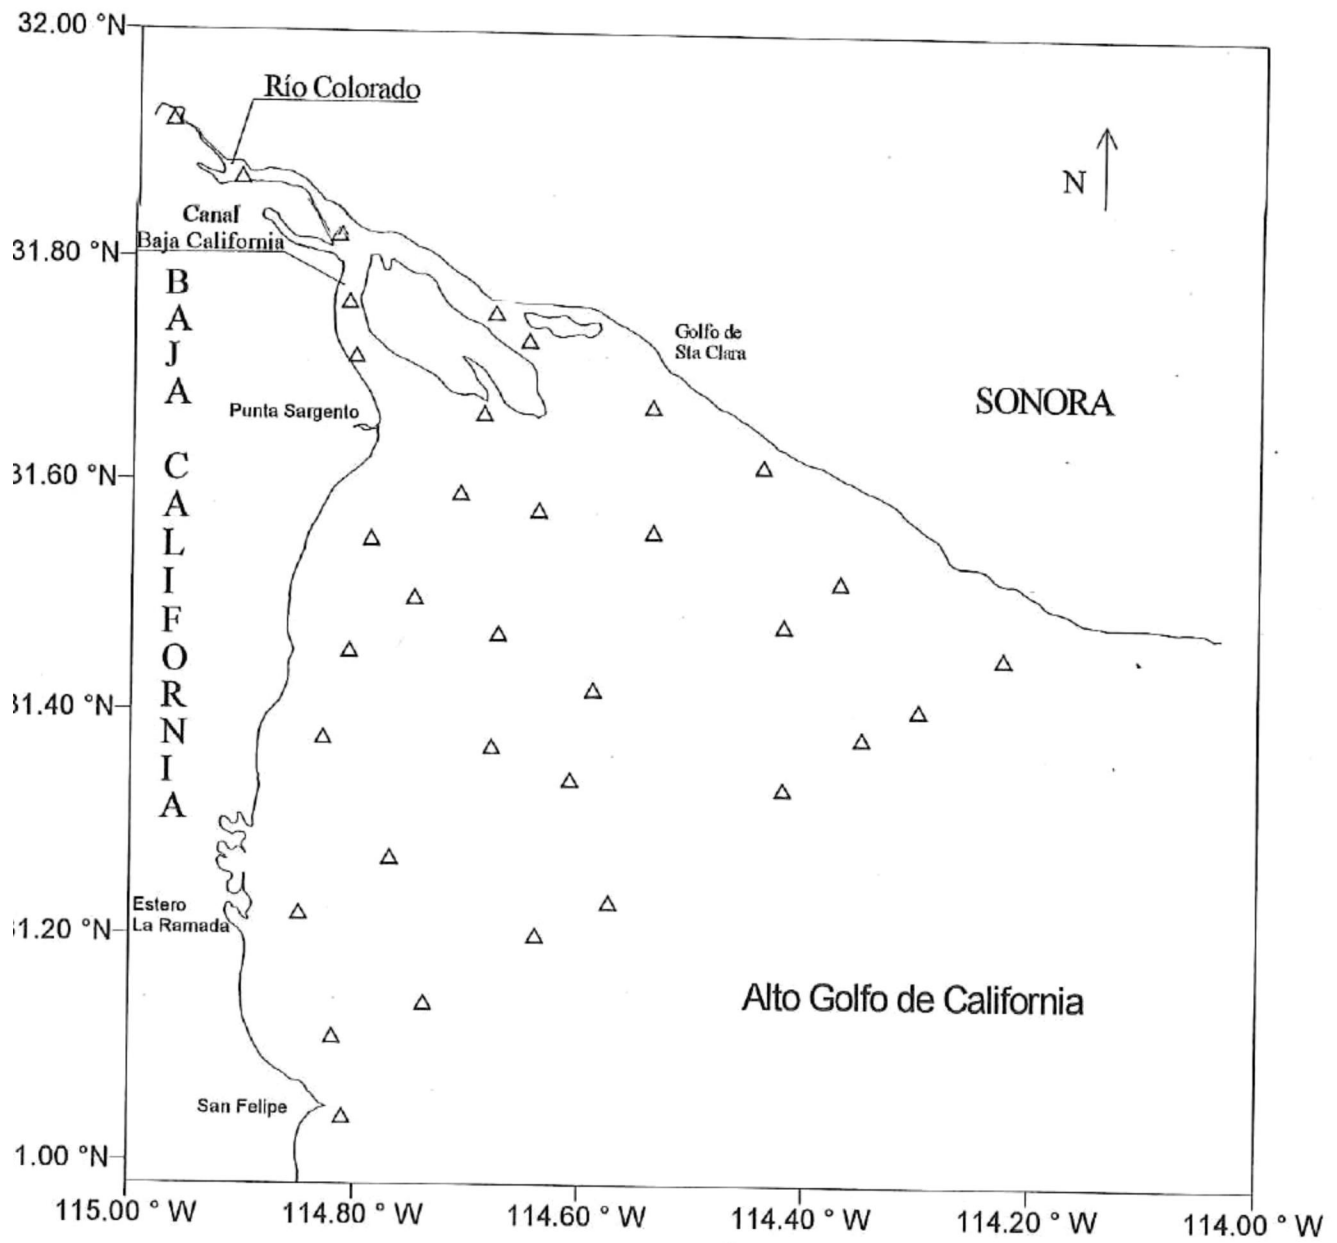 32.00 °N
Río Colorado
N
Canal
Baja California
31.80 °N
BAJA CALIFORNIA
Golfo de
Sta Clara
SONORA
Punta Sargento
31.60 °N
31.40 °N
Estero
La Ramada
31.20 °N
Alto Golfo de California
San Felipe
1.00 °N
115.00 ° W
114.80 ° W
114.60 ° W
114.40 ° W
114.20 ° W
114.00 ° W